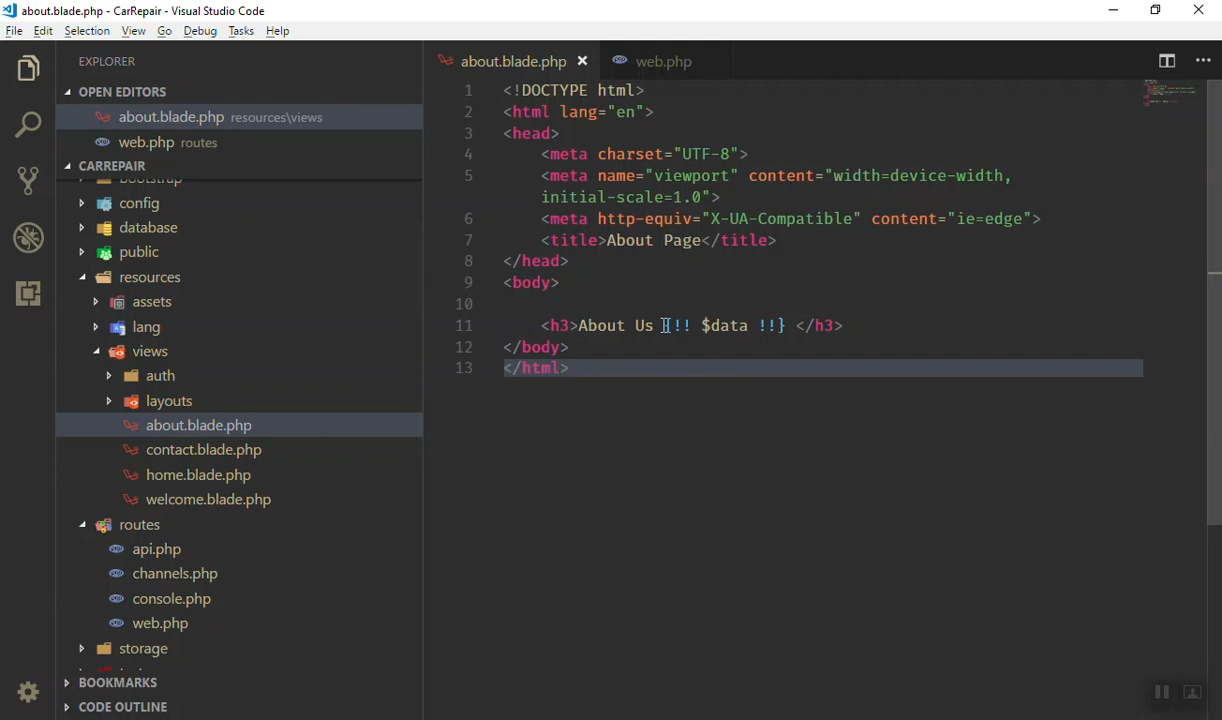 about.blade.php - CarRepair - Visual Studio Code
File Edit Selection View Go Debug Tasks Help
EXPLORER
OPEN EDITORS
about.blade.php resources\views
web.php routes
CARREPAIR
bootstrap
config
database
public
resources
assets
lang
views
auth
layouts
about.blade.php
contact.blade.php
home.blade.php
welcome.blade.php
routes
api.php
channels.php
console.php
web.php
storage
BOOKMARKS
CODE OUTLINE
about.blade.php web.php
1 <!DOCTYPE html>
2 <html lang="en">
3 <head>
4 <meta charset="UTF-8">
5 <meta name="viewport" content="width=device-width,
initial-scale=1.0">
6 <meta http-equiv="X-UA-Compatible" content="ie=edge">
7 <title>About Page</title>
8 </head>
9 <body>
10
11 <h3>About Us {!! $data !!} </h3>
12 </body>
13 </html>